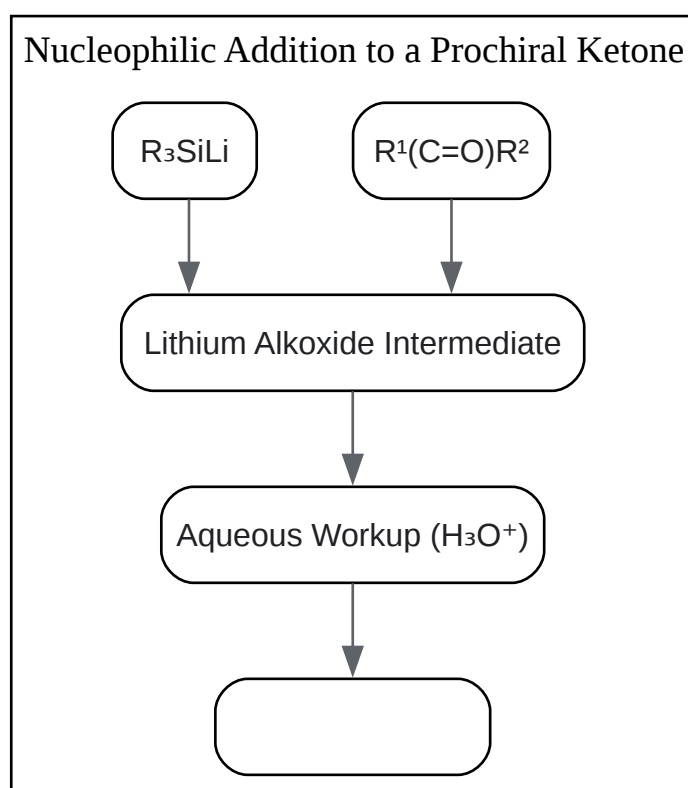 Nucleophilic Addition to a Prochiral Ketone
R₃SiLi
R¹(C=O)R²
Lithium Alkoxide Intermediate
Aqueous Workup (H₃O⁺)